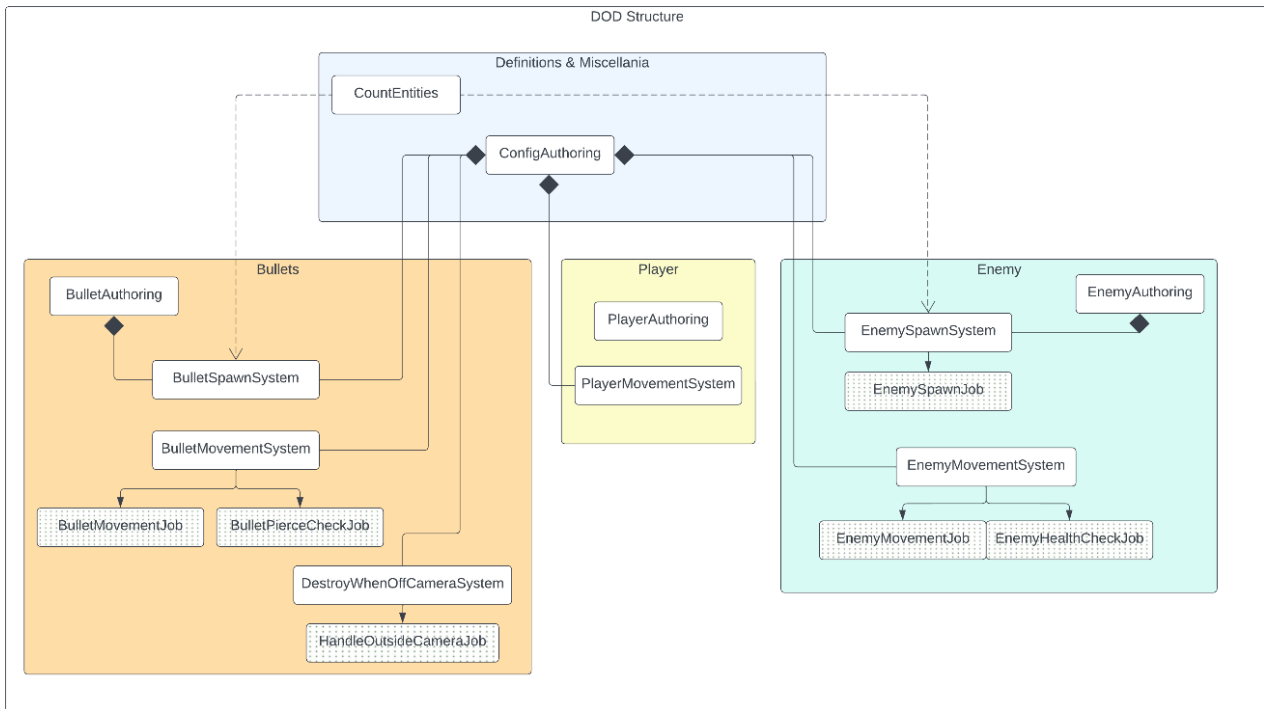 DOD Structure
Definitions & Miscellania
CountEntities
ConfigAuthoring
Bullets
BulletAuthoring
BulletSpawnSystem
BulletMovementSystem
BulletMovementJob
BulletPierceCheckJob
DestroyWhenOffCameraSystem
HandleOutsideCameraJob
Player
PlayerAuthoring
PlayerMovementSystem
Enemy
EnemyAuthoring
EnemySpawnSystem
EnemySpawnJob
EnemyMovementSystem
EnemyMovementJob
EnemyHealthCheckJob